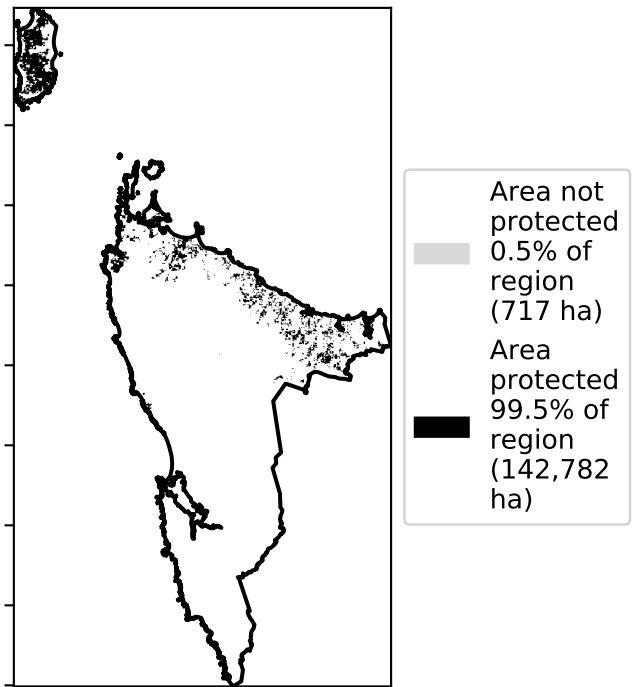 Area not
protected
0.5% of
region
(717 ha)
Area
protected
99.5% of
region
(142,782
ha)